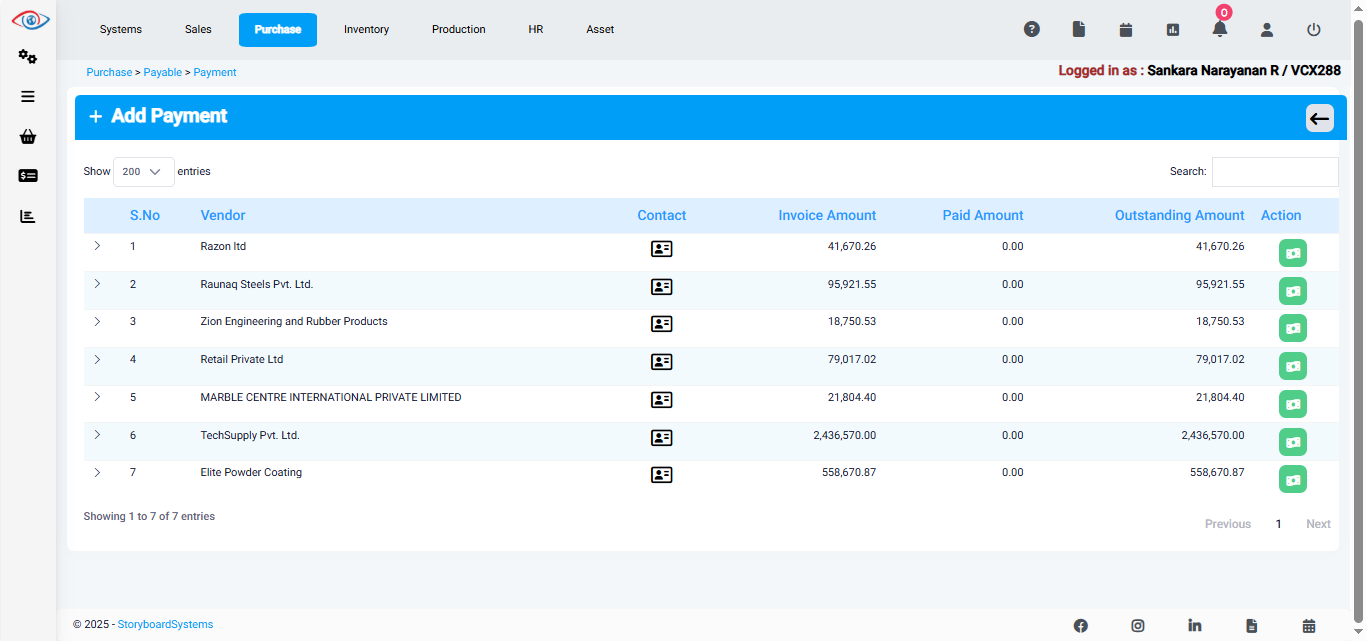 Systems Sales Purchase Inventory Production HR Asset 0
Purchase > Payable > Payment Logged in as : Sankara Narayanan R / VCX288
+ Add Payment
Show 200 entries Search:
S.No Vendor Contact Invoice Amount Paid Amount Outstanding Amount Action
1 Razon ltd 41,670.26 0.00 41,670.26
2 Raunaq Steels Pvt. Ltd. 95,921.55 0.00 95,921.55
3 Zion Engineering and Rubber Products 18,750.53 0.00 18,750.53
4 Retail Private Ltd 79,017.02 0.00 79,017.02
5 MARBLE CENTRE INTERNATIONAL PRIVATE LIMITED 21,804.40 0.00 21,804.40
6 TechSupply Pvt. Ltd. 2,436,570.00 0.00 2,436,570.00
7 Elite Powder Coating 558,670.87 0.00 558,670.87
Showing 1 to 7 of 7 entries
Previous 1 Next
© 2025 - StoryboardSystems